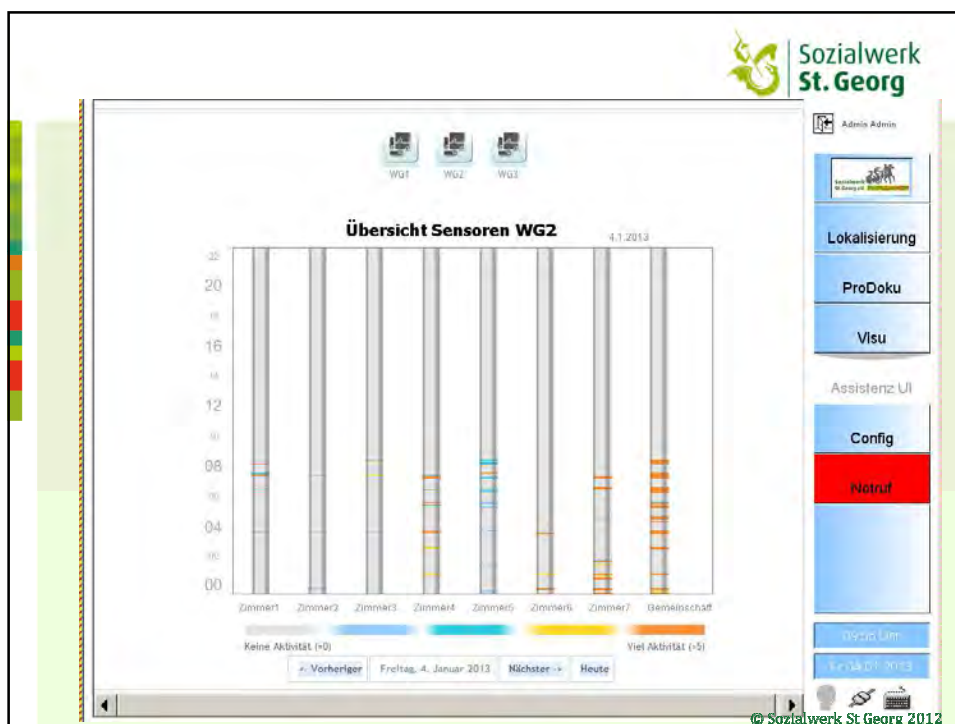 Sozialwerk
St. Georg
Admin Admin
WG1 WG2 WG3
Übersicht Sensoren WG2
4.1.2013
20
16
12
08
04
00
Zimmer1 Zimmer2 Zimmer3 Zimmer4 Zimmer5 Zimmer6 Zimmer7 Gemeinschaft
Keine Aktivität (=0) Viel Aktivität (>5)
<- Vorheriger Freitag, 4. Januar 2013 Nächster -> Heute
Lokalisierung
ProDoku
Visu
Assistenz UI
Config
Notruf
© Sozialwerk St Georg 2012